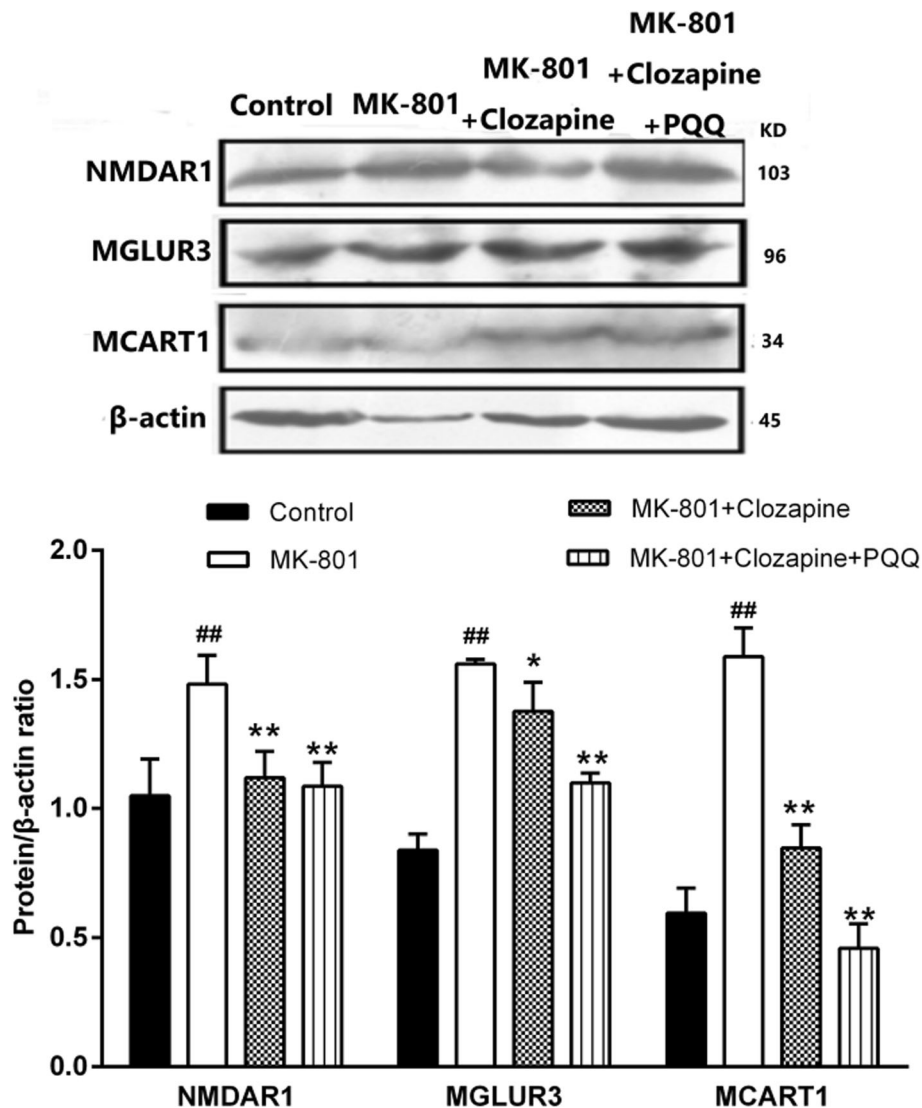 MK-801
MK-801 +Clozapine
Control MK-801 +Clozapine +PQQ KD
NMDAR1 103
MGLUR3 96
MCART1 34
β-actin 45
Control MK-801+Clozapine
MK-801 MK-801+Clozapine+PQQ
Protein/β-actin ratio
2.0
1.5
1.0
0.5
0.0
## ** **
## * **
## ** **
NMDAR1 MGLUR3 MCART1